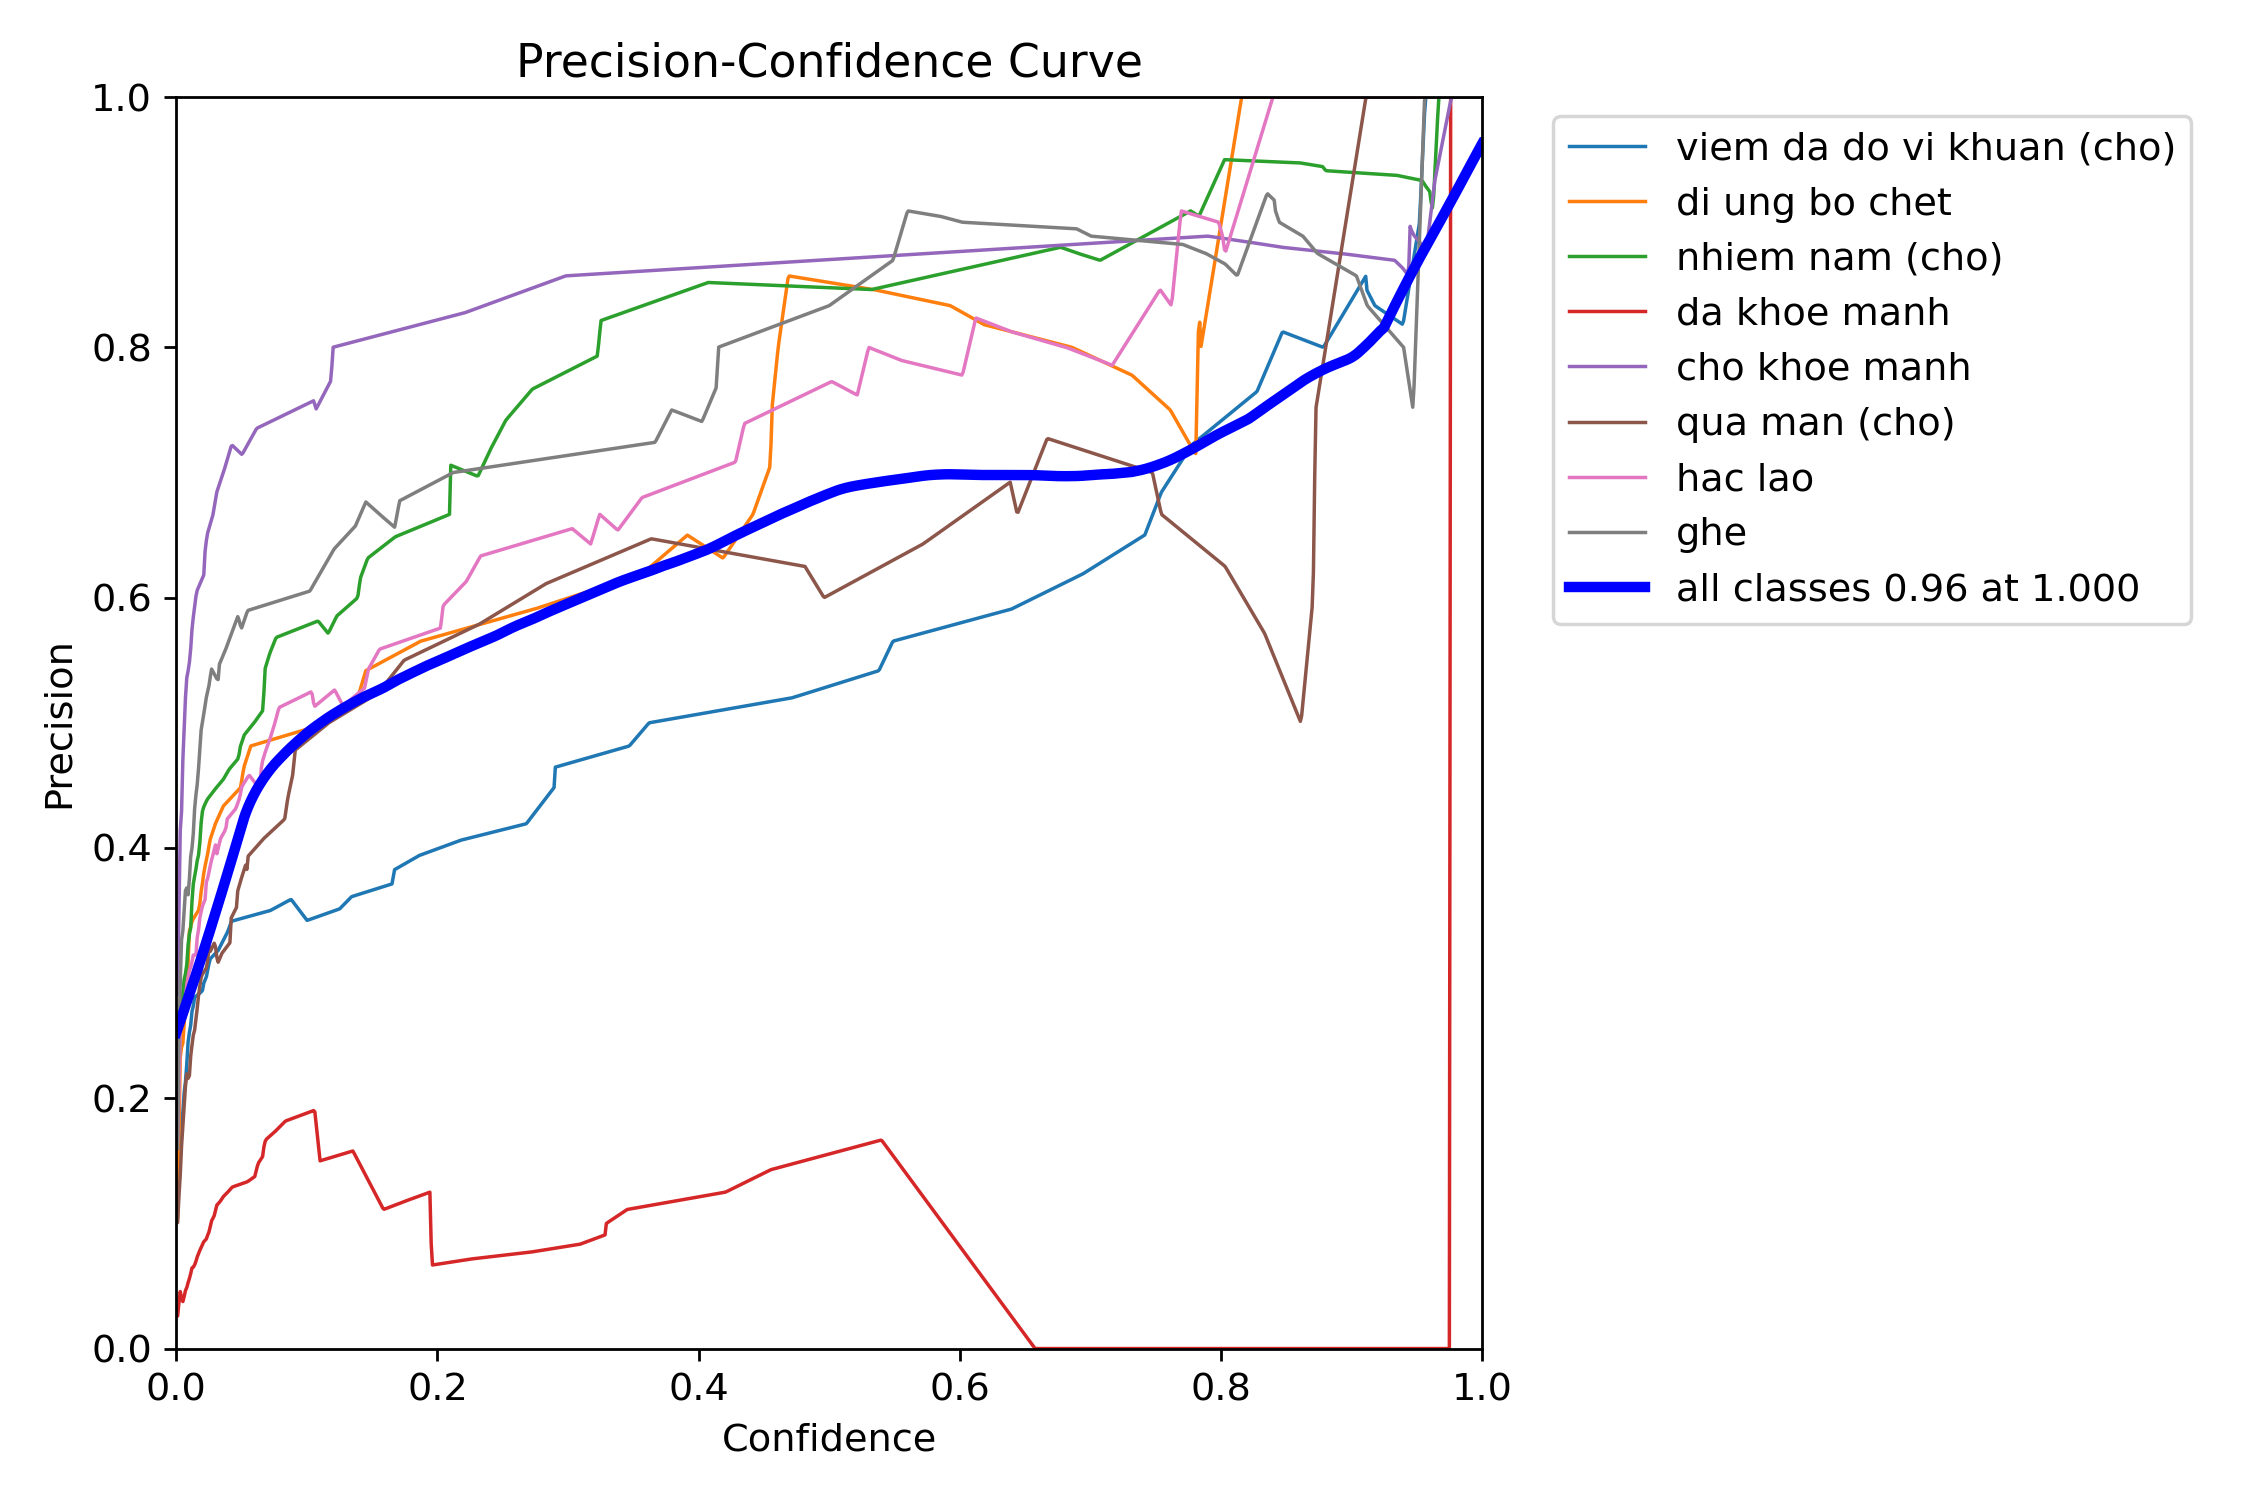 Precision-Confidence Curve
1.0
0.8
0.6
0.4
0.2
0.0
Precision
0.0 0.2 0.4 0.6 0.8 1.0
Confidence
viem da do vi khuan (cho)
di ung bo chet
nhiem nam (cho)
da khoe manh
cho khoe manh
qua man (cho)
hac lao
ghe
all classes 0.96 at 1.000